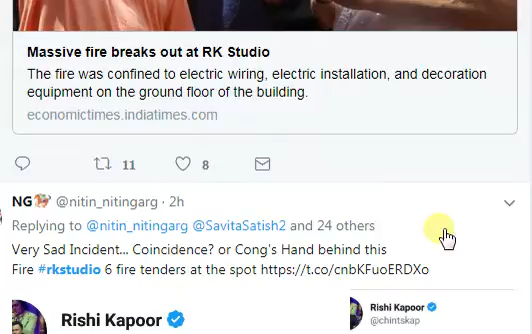 Massive fire breaks out at RK Studio
The fire was confined to electric wiring, electric installation, and decoration
equipment on the ground floor of the building.
economictimes.indiatimes.com
11 8
NG @nitin_nitingarg · 2h
Replying to @nitin_nitingarg @SavitaSatish2 and 24 others
Very Sad Incident... Coincidence? or Cong's Hand behind this
Fire #rkstudio 6 fire tenders at the spot https://t.co/cnbKFuoERDXo
Rishi Kapoor
Rishi Kapoor
@chintskap